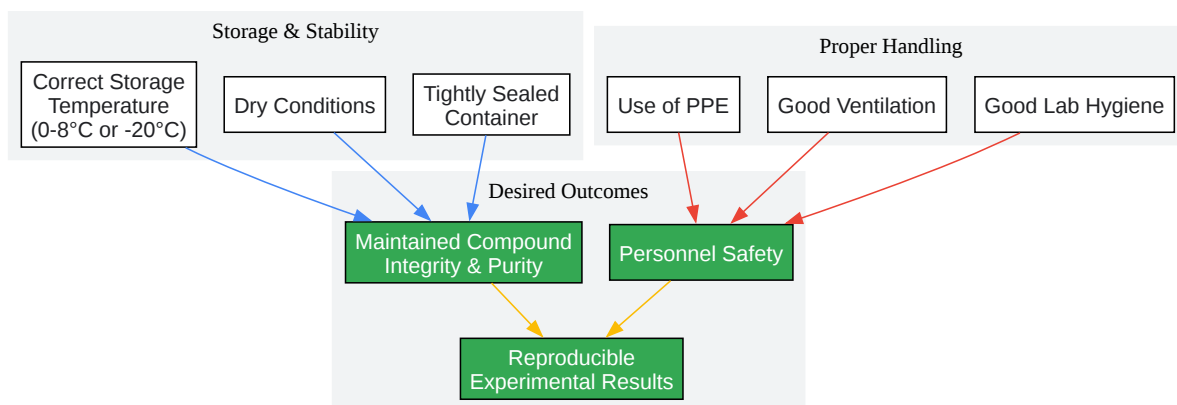 Storage & Stability
Correct Storage
Temperature
(0-8°C or -20°C)
Dry Conditions
Tightly Sealed
Container
Proper Handling
Use of PPE
Good Ventilation
Good Lab Hygiene
Desired Outcomes
Maintained Compound
Integrity & Purity
Personnel Safety
Reproducible
Experimental Results